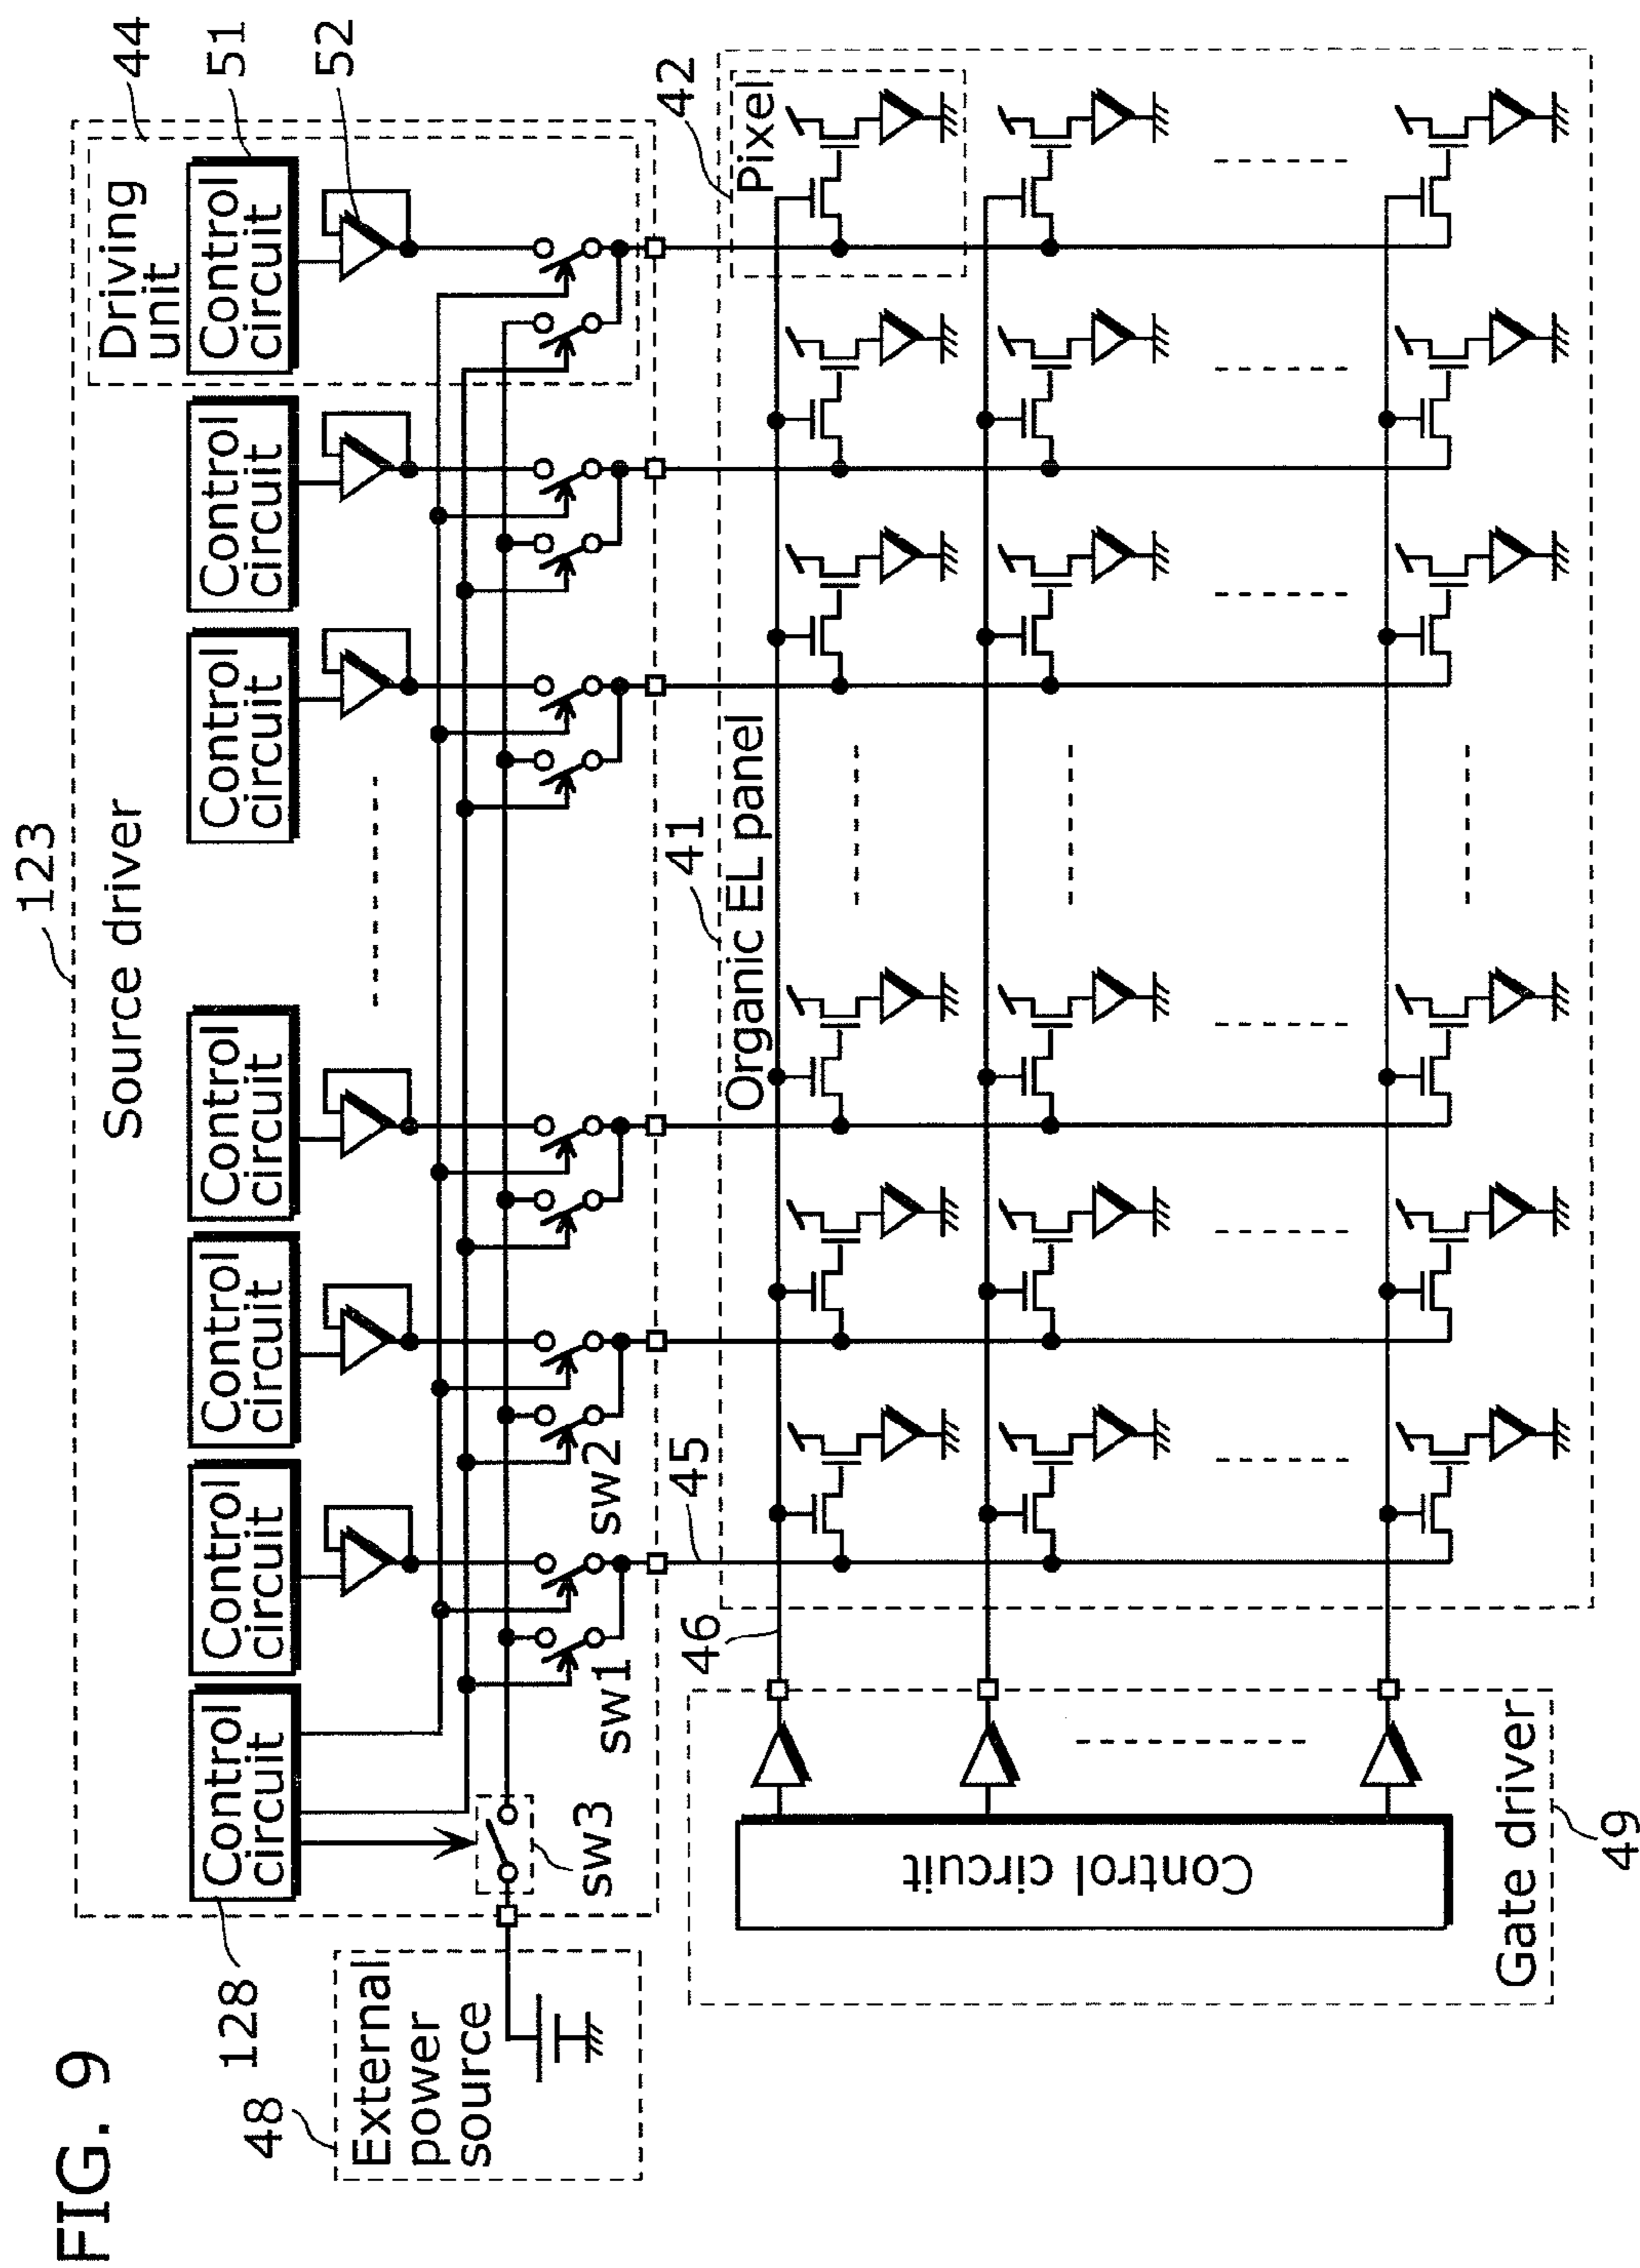 FIG. 9
123
Source driver
128
Control
circuit
Control
circuit
Control
circuit
Control
circuit
Control
circuit
Control
circuit
Driving
unit
Control
circuit
44
51
52
48
External
power
source
sw3
sw1
sw2
45
46
41
Organic EL panel
42
Pixel
Control circuit
Gate driver
49